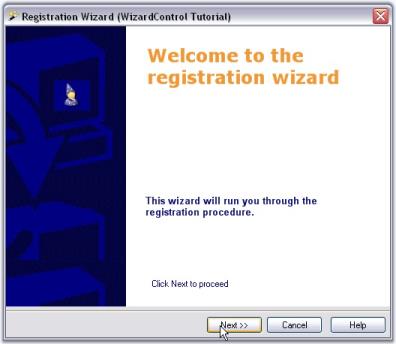 Registration Wizard (WizardControl Tutorial)
Welcome to the
registration wizard
This wizard will run you through the
registration procedure.
Click Next to proceed
Next >>
Cancel
Help